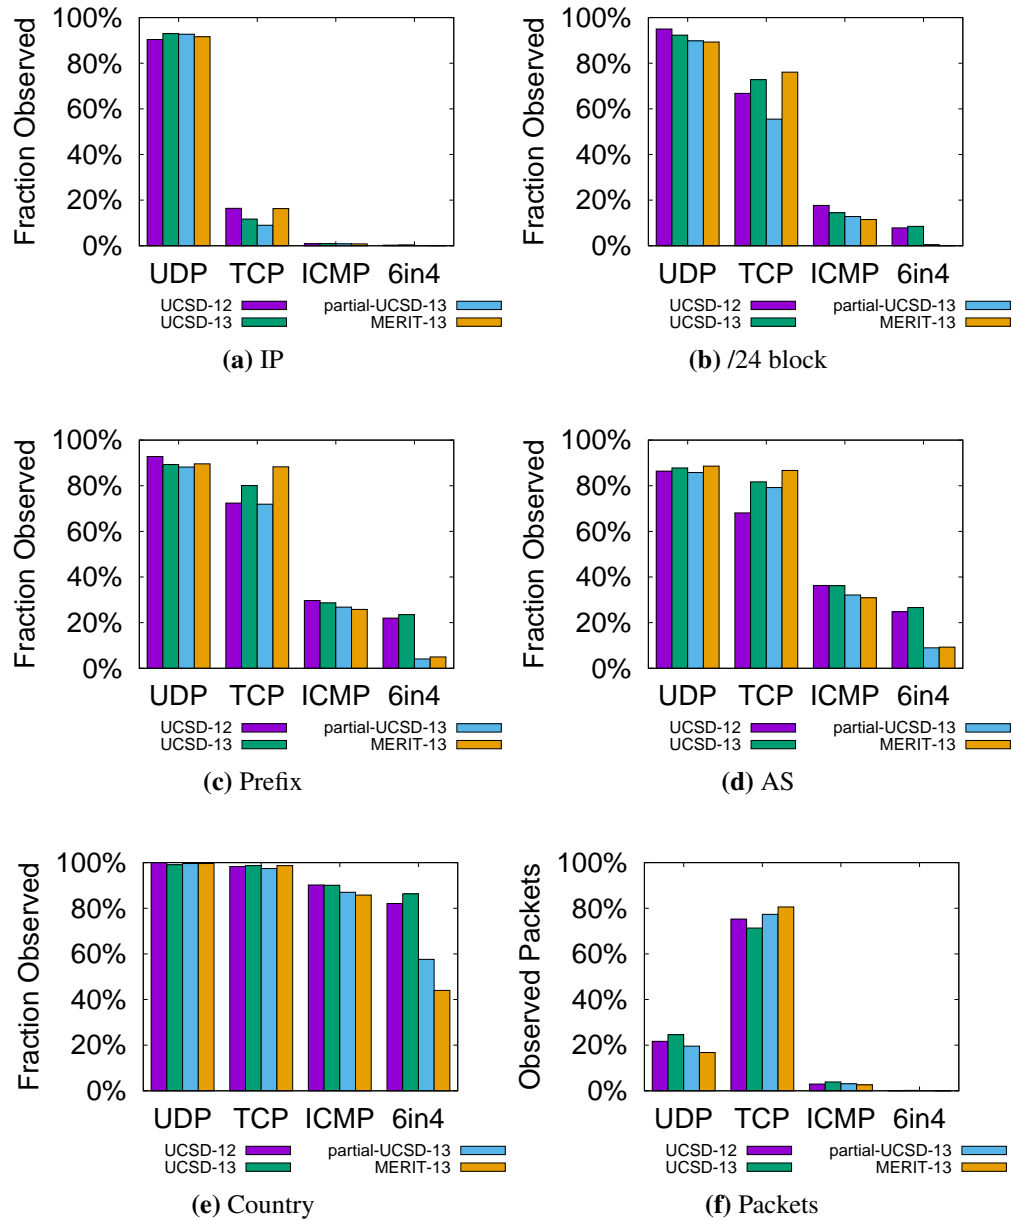 100%
80%
60%
40%
20%
0%
Fraction Observed
UDP TCP ICMP 6in4
UCSD-12 partial-UCSD-13
UCSD-13 MERIT-13
(a) IP
100%
80%
60%
40%
20%
0%
Fraction Observed
UDP TCP ICMP 6in4
UCSD-12 partial-UCSD-13
UCSD-13 MERIT-13
(b) /24 block
100%
80%
60%
40%
20%
0%
Fraction Observed
UDP TCP ICMP 6in4
UCSD-12 partial-UCSD-13
UCSD-13 MERIT-13
(c) Prefix
100%
80%
60%
40%
20%
0%
Fraction Observed
UDP TCP ICMP 6in4
UCSD-12 partial-UCSD-13
UCSD-13 MERIT-13
(d) AS
100%
80%
60%
40%
20%
0%
Fraction Observed
UDP TCP ICMP 6in4
UCSD-12 partial-UCSD-13
UCSD-13 MERIT-13
(e) Country
100%
80%
60%
40%
20%
0%
Observed Packets
UDP TCP ICMP 6in4
UCSD-12 partial-UCSD-13
UCSD-13 MERIT-13
(f) Packets